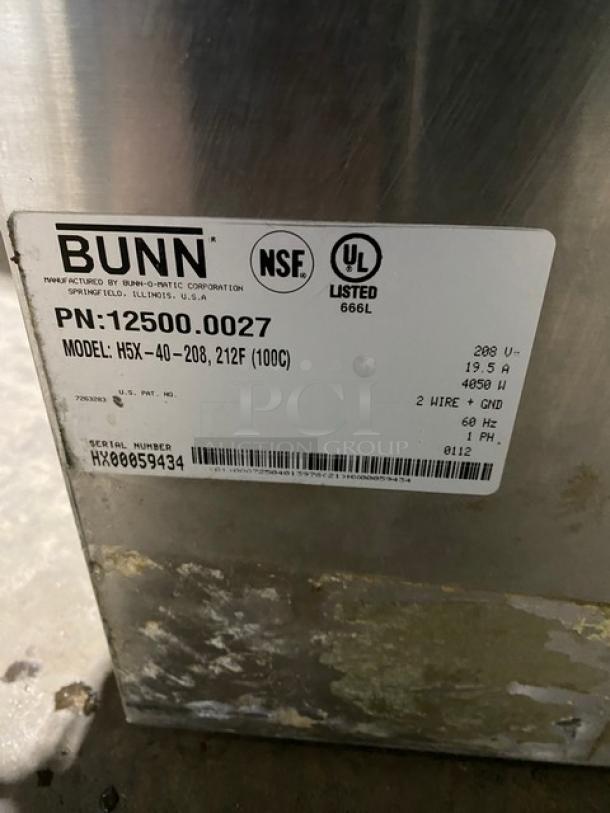 BUNN®
NSF®
UL
LISTED
666L
MANUFACTURED BY BUNN-O-MATIC CORPORATION
SPRINGFIELD, ILLINOIS, U.S.A
PN:12500.0027
MODEL: H5X-40-208, 212F (100C)
208 V~
19.5 A
4050 W
2 WIRE + GND
60 Hz
1 PH
0112
U.S. PAT. NO.
7263283
PCI
AUCTION GROUP
SERIAL NUMBER
HX00059434